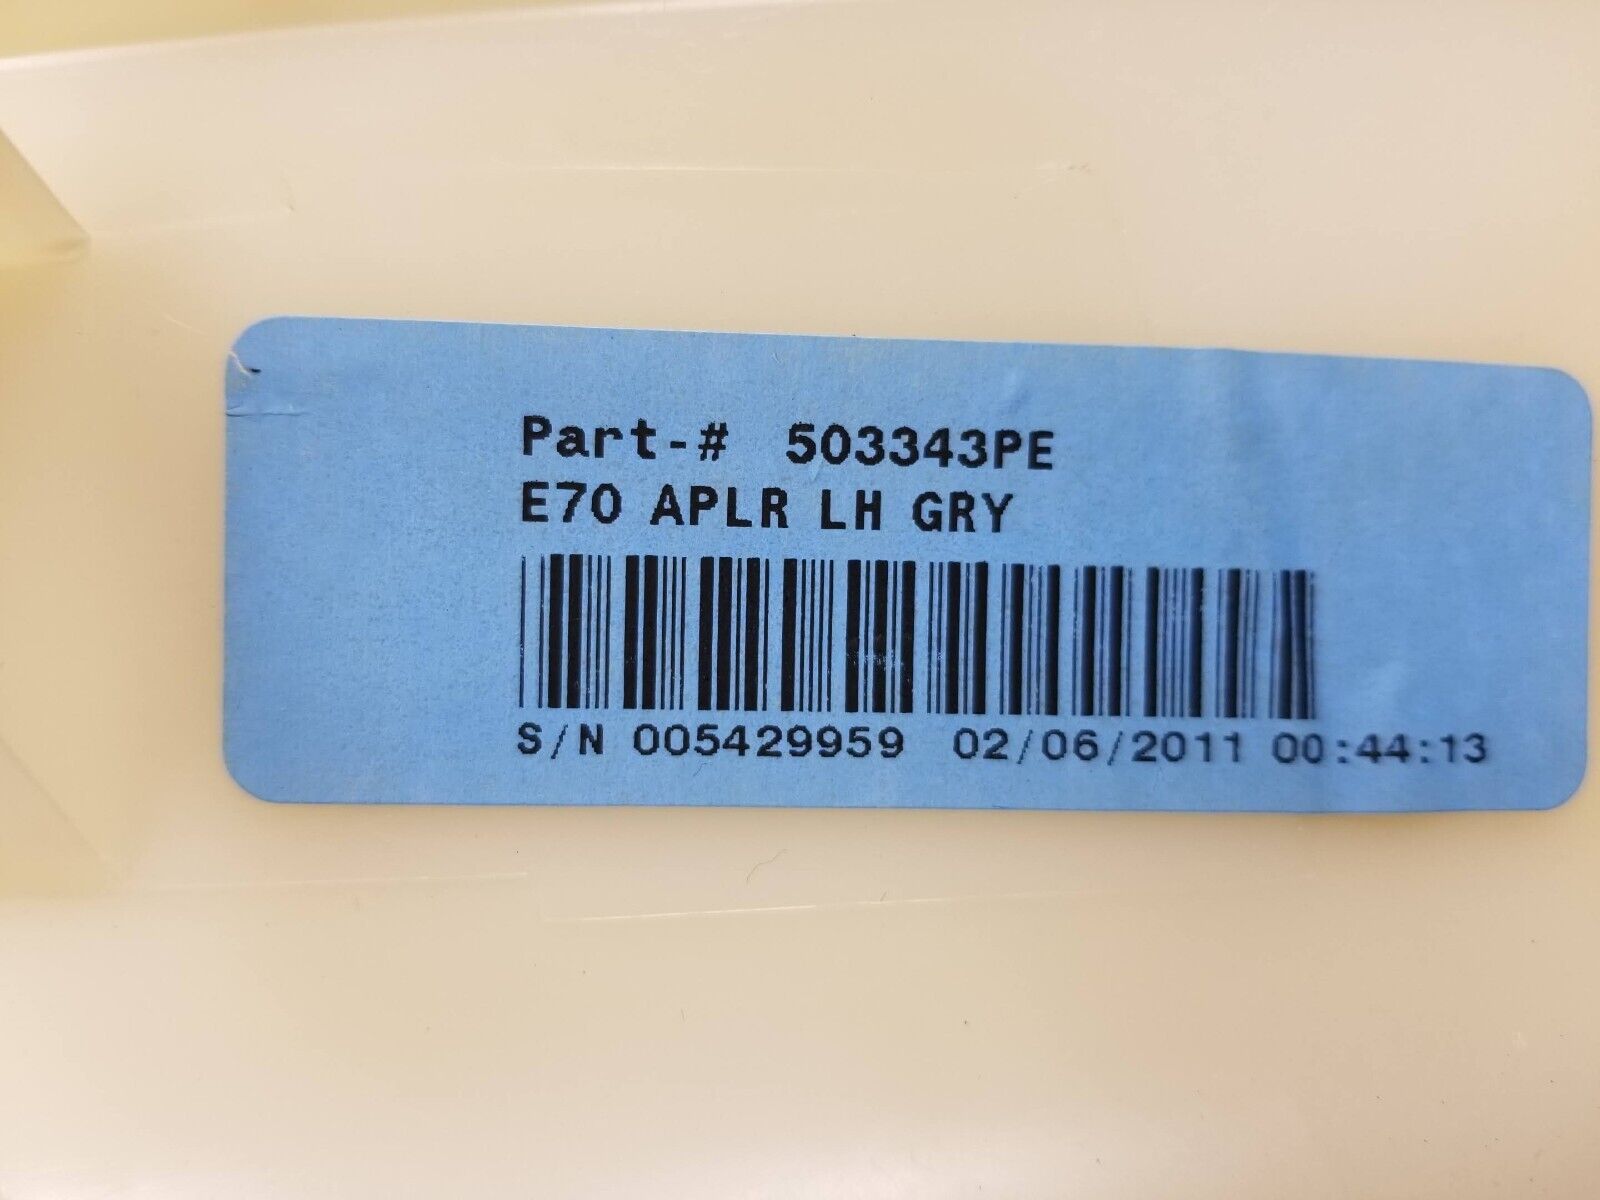 Part-# 503343PE
E70 APLR LH GRY
S/N 005429959 02/06/2011 00:44:13